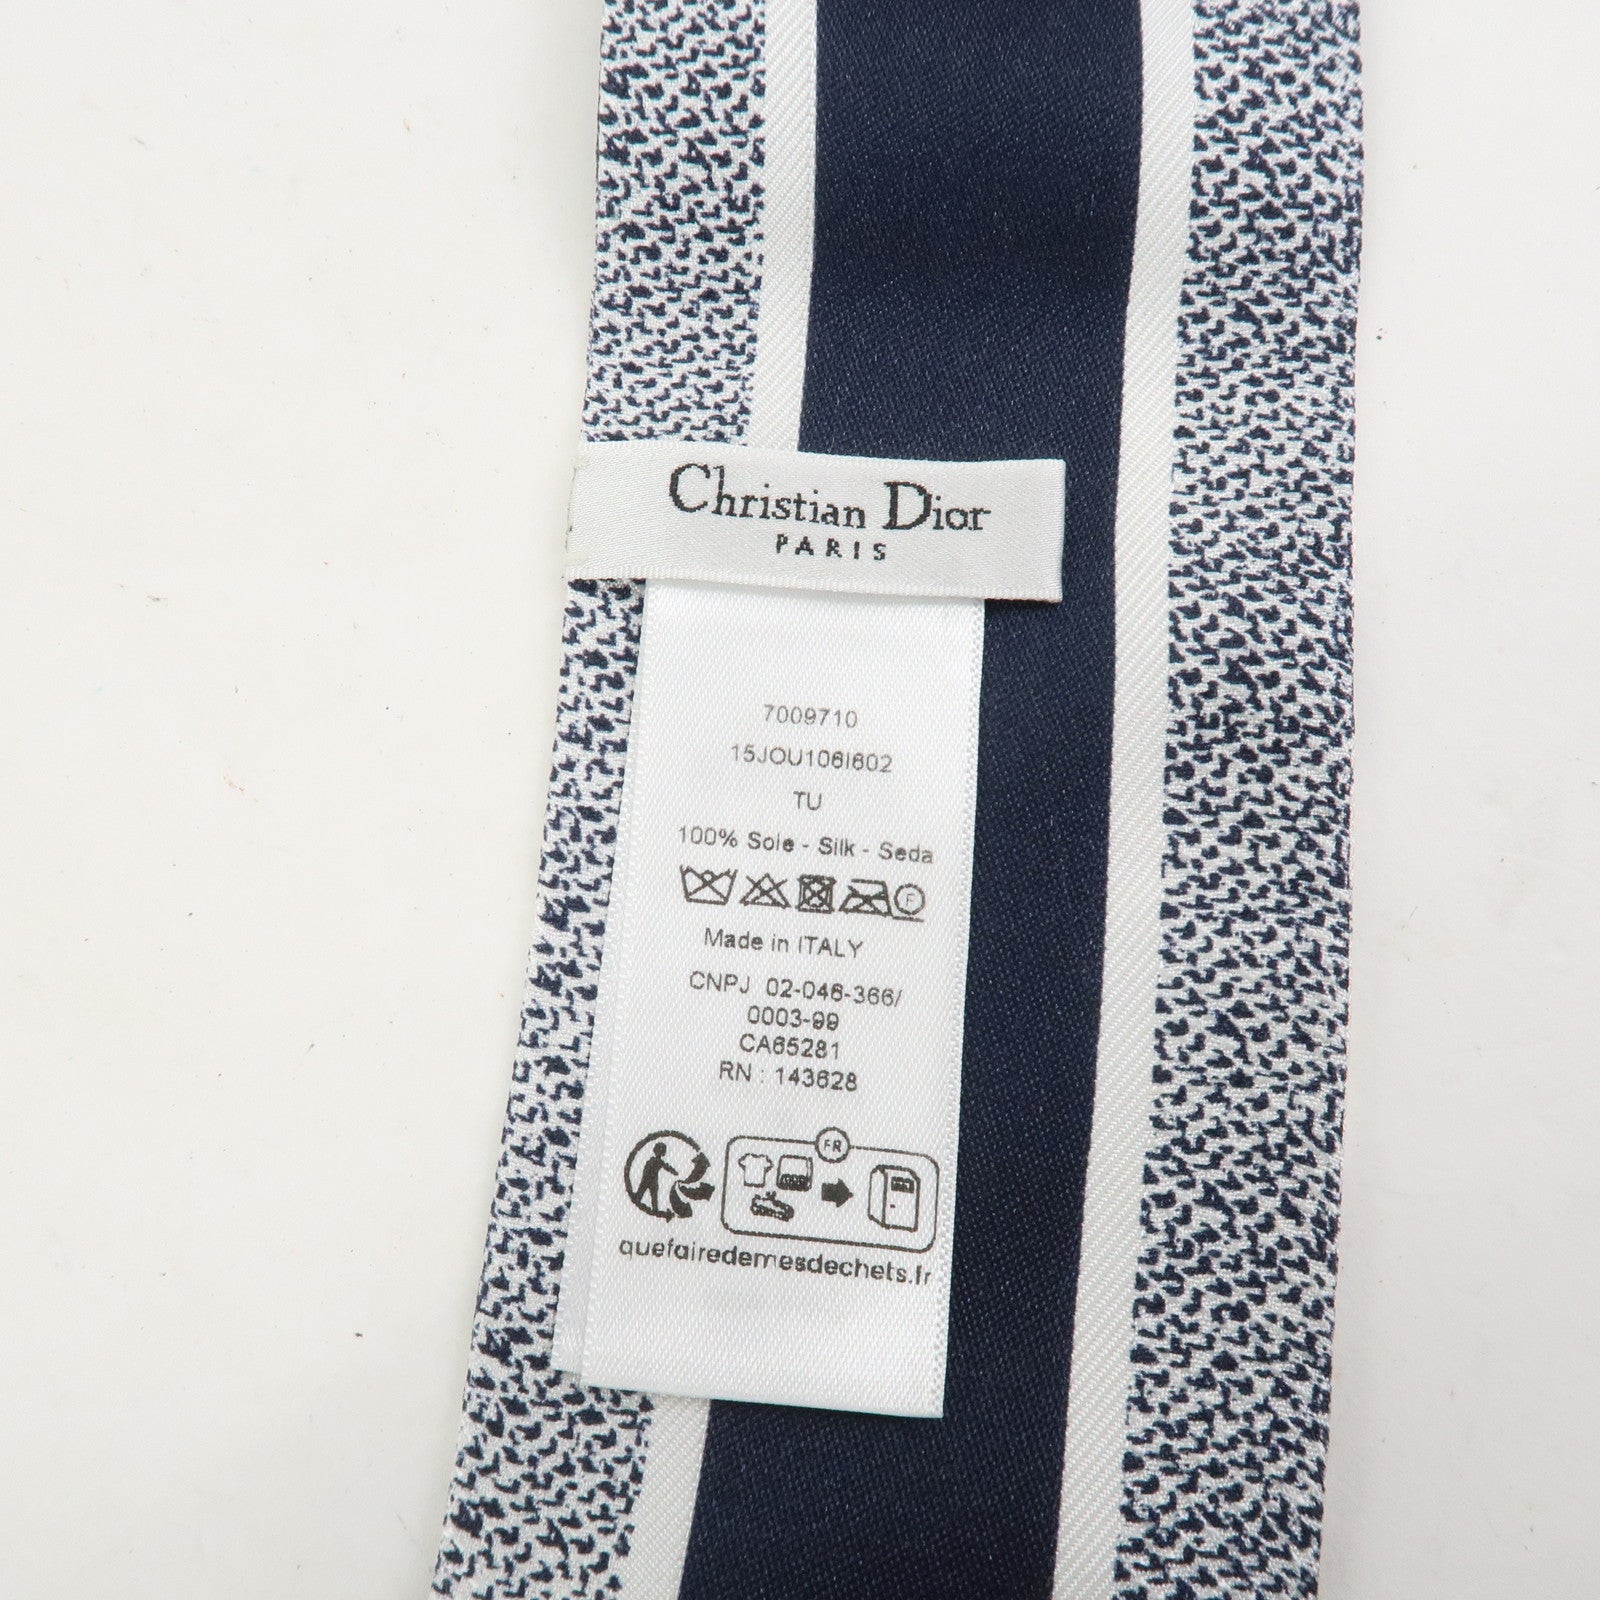 Christian Dior
PARIS
7009710
15JOU106I602
TU
100% Soie - Silk - Seda
F
Made in ITALY
CNPJ 02-046-366/
0003-99
CA65281
RN : 143628
FR
quefairedemesdechets.fr